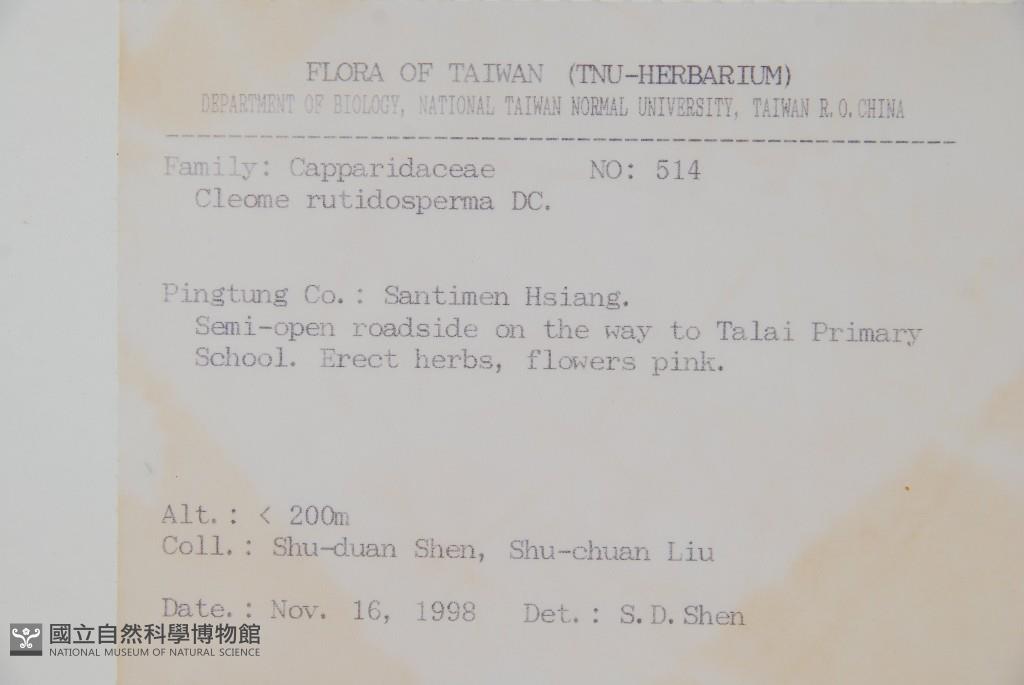 FLORA OF TAIWAN (TNU-HERBARIUM)
DEPARTMENT OF BIOLOGY, NATIONAL TAIWAN NORMAL UNIVERSITY, TAIWAN R.O.CHINA
Family: Capparidaceae NO: 514
Cleome rutidosperma DC.
Pingtung Co.: Santimen Hsiang.
Semi-open roadside on the way to Talai Primary
School. Erect herbs, flowers pink.
Alt.: < 200m
Coll.: Shu-duan Shen, Shu-chuan Liu
Date.: Nov. 16, 1998 Det.: S.D.Shen
國立自然科學博物館
NATIONAL MUSEUM OF NATURAL SCIENCE